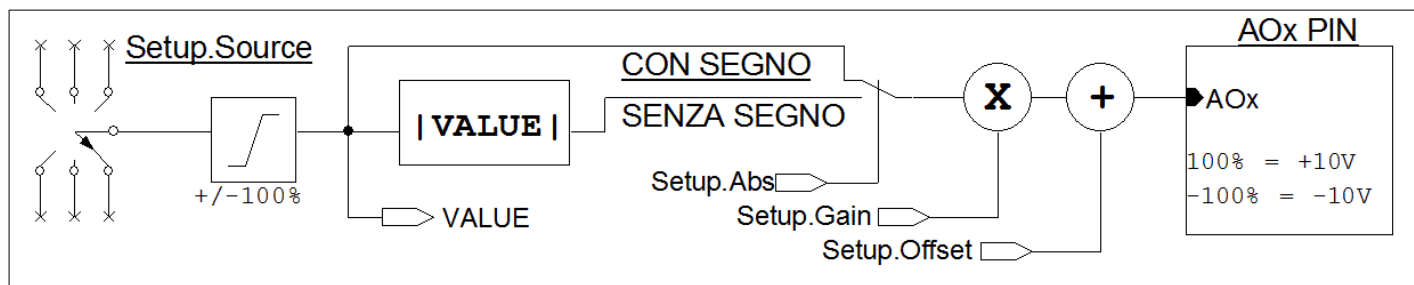 Setup.Source
AOx PIN
CON SEGNO
|VALUE|
X
+
AOx
SENZA SEGNO
+/-100%
Setup.Abs
100% = +10V
VALUE
Setup.Gain
-100% = -10V
Setup.Offset